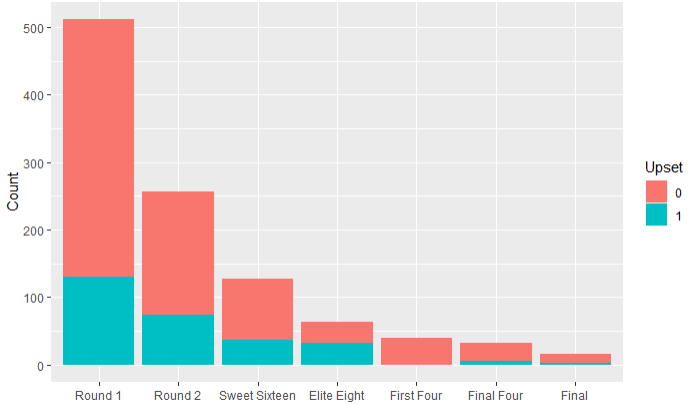 Count
500
400
300
200
100
0
Round 1
Round 2
Sweet Sixteen
Elite Eight
First Four
Final Four
Final
Upset
0
1